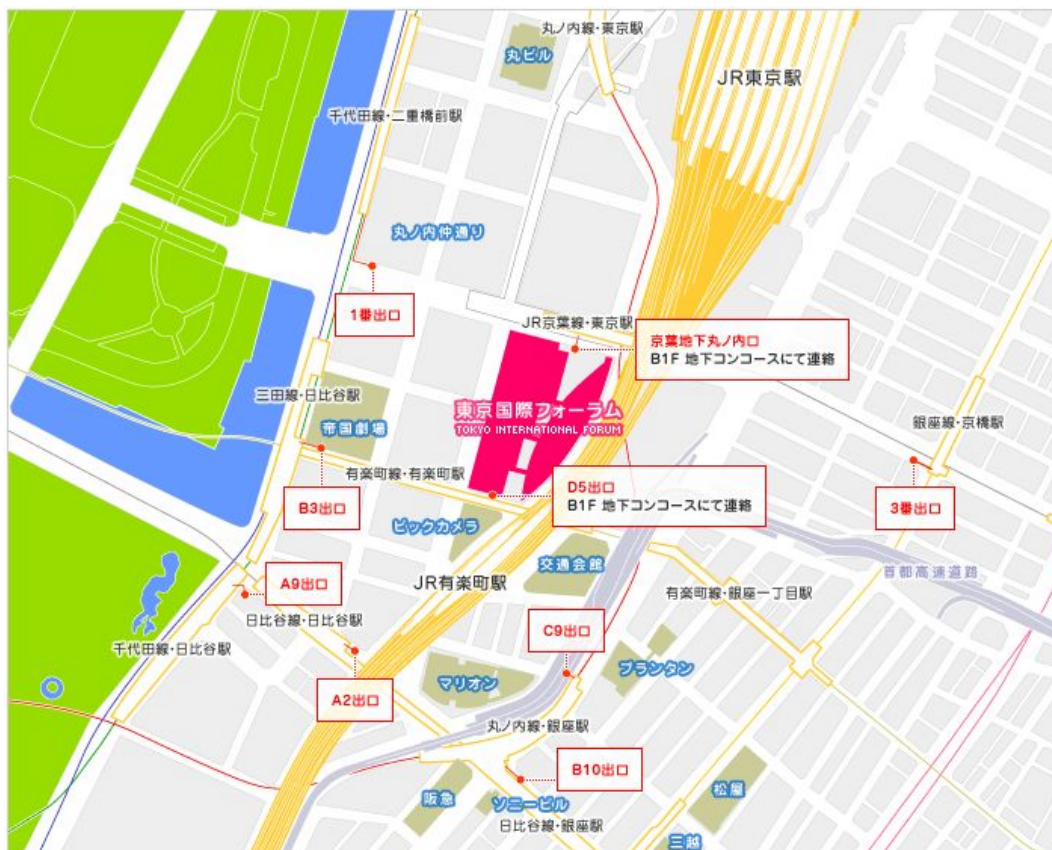 丸ノ内線・東京駅
丸ビル
JR東京駅
千代田線・二重橋前駅
丸ノ内仲通り
1番出口
JR京葉線・東京駅
京葉地下丸ノ内口
B1F 地下コンコースにて連絡
三田線・日比谷駅
東京国際フォーラム
TOKYO INTERNATIONAL FORUM
帝国劇場
銀座線・京橋駅
有楽町線・有楽町駅
D5出口
B1F 地下コンコースにて連絡
B3出口
3番出口
ビックカメラ
交通会館
首都高速道路
JR有楽町駅
A9出口
有楽町線・銀座一丁目駅
日比谷線・日比谷駅
C9出口
千代田線・日比谷駅
プランタン
マリオン
A2出口
丸ノ内線・銀座駅
B10出口
松屋
阪急
ソニービル
日比谷線・銀座駅
三越